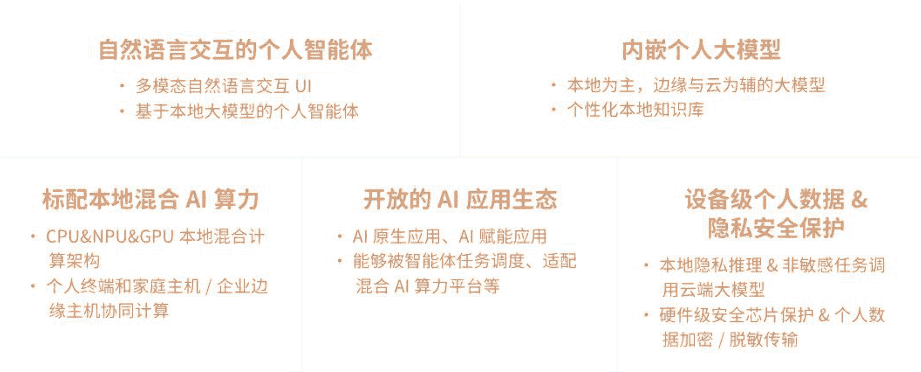 自然语言交互的个人智能体
• 多模态自然语言交互 UI
• 基于本地大模型的个人智能体
内嵌个人大模型
• 本地为主，边缘与云为辅的大模型
• 个性化本地知识库
标配本地混合 AI 算力
• CPU&NPU&GPU 本地混合计
算架构
• 个人终端和家庭主机 / 企业边
缘主机协同计算
开放的 AI 应用生态
• AI 原生应用、AI 赋能应用
• 能够被智能体任务调度、适配
混合 AI 算力平台等
设备级个人数据 &
隐私安全保护
• 本地隐私推理 & 非敏感任务调
用云端大模型
• 硬件级安全芯片保护 & 个人数
据加密 / 脱敏传输